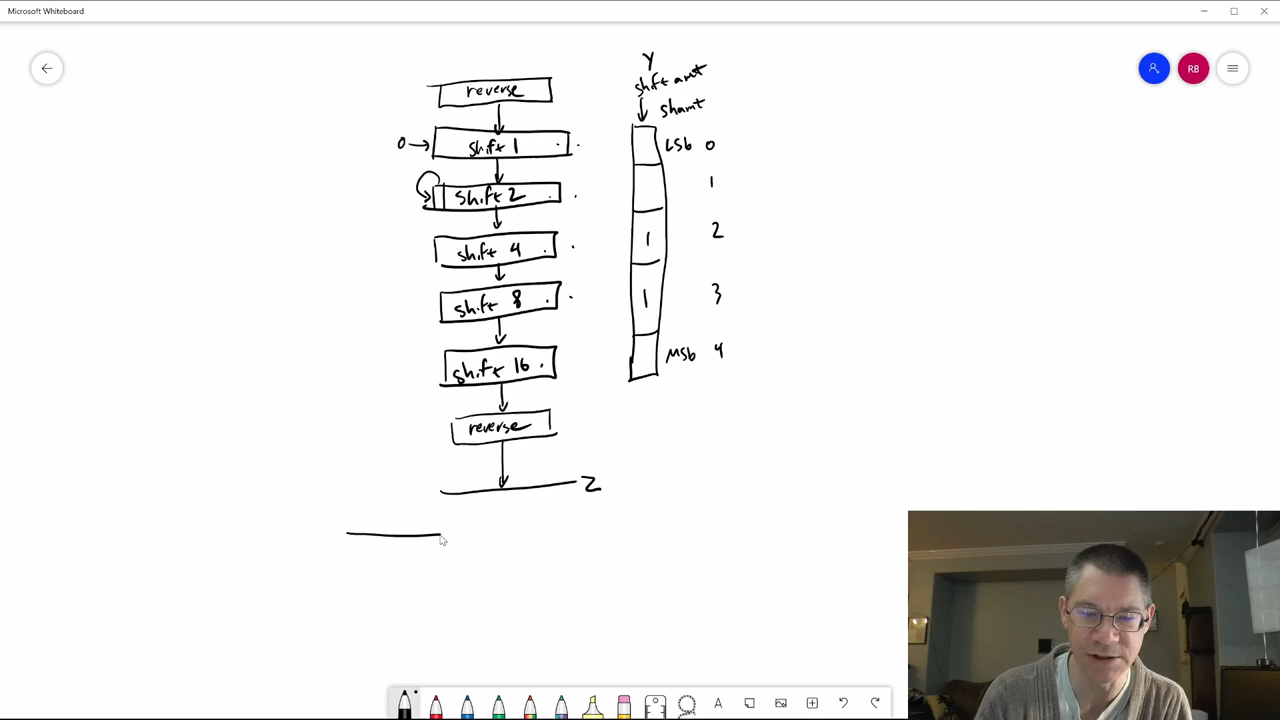 Microsoft Whiteboard
RB
Y
shift amt
shamt
reverse
0 → shift 1
shift 2
shift 4
shift 8
shift 16
reverse
Z
LSb 0
1
1 2
1 3
MSb 4
A